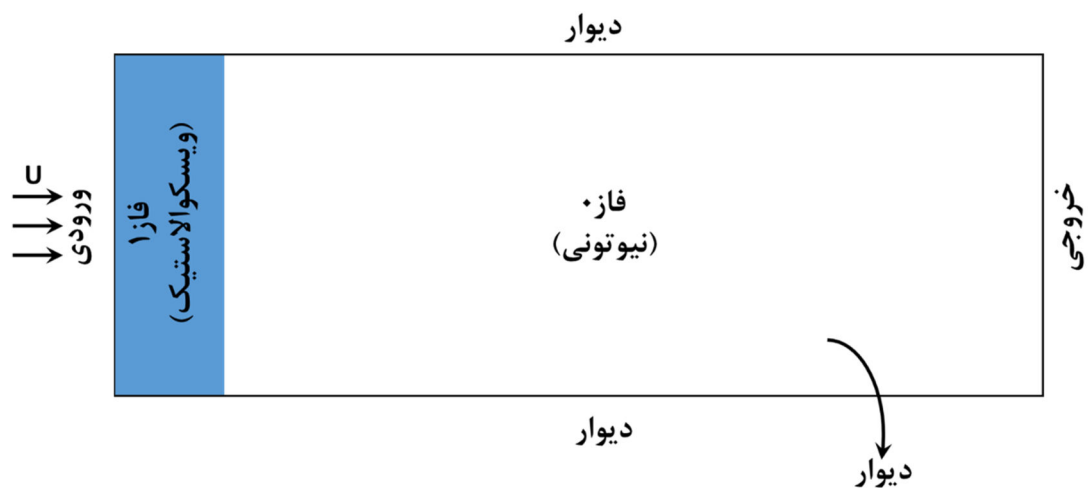 دیوار
U
ورودی
فاز۱
(ویسکوالاستیک)
فاز۰
(نیوتونی)
خروجی
دیوار
دیوار